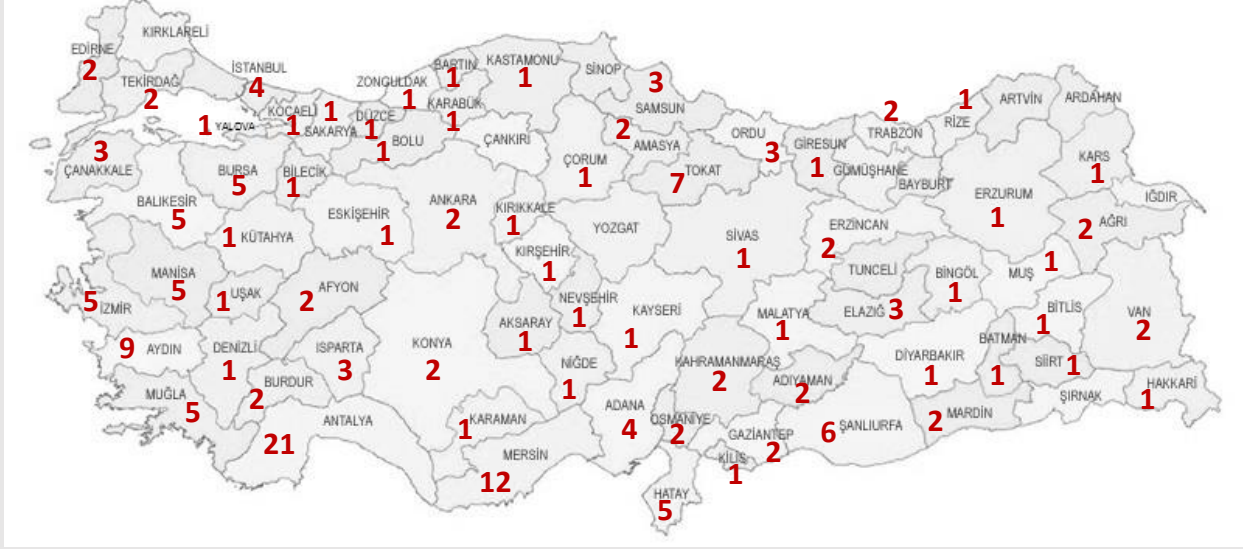 KIRKLARELİ
EDİRNE
2
TEKİRDAĞ
2
İSTANBUL
4
KOCAELİ
1
1
YALOVA
1
SAKARYA
DÜZCE
1
ZONGULDAK
1
BARTIN
1
KARABÜK
1
KASTAMONU
1
SİNOP
3
SAMSUN
2
AMASYA
ORDU
3
GİRESUN
1
2
TRABZON
1
RİZE
ARTVİN
ARDAHAN
3
ÇANAKKALE
BURSA
5
BİLECİK
1
BOLU
1
ÇANKIRI
ÇORUM
1
TOKAT
7
GÜMÜŞHANE
BAYBURT
ERZURUM
1
KARS
1
IĞDIR
BALIKESİR
5
1 KÜTAHYA
ESKİŞEHİR
1
ANKARA
2
KIRIKKALE
1
KIRŞEHİR
1
YOZGAT
SİVAS
1
ERZİNCAN
2
TUNCELİ
BİNGÖL
1
MUŞ
1
2 AĞRI
MANİSA
5
5 İZMİR
1 UŞAK
AFYON
2
AKSARAY
1
NEVŞEHİR
1
KAYSERİ
1
MALATYA
1
ELAZIĞ 3
BİTLİS
1
VAN
2
9 AYDIN
DENİZLİ
1
ISPARTA
3
KONYA
2
NİĞDE
1
KAHRAMANMARAŞ
2
ADIYAMAN
2
DİYARBAKIR
1
BATMAN
1
SİİRT 1
ŞIRNAK
HAKKARİ
1
MUĞLA
5
BURDUR
2
ANTALYA
21
KARAMAN
1
MERSİN
12
ADANA
4
OSMANİYE
2
GAZİANTEP
2
KİLİS
1
6 ŞANLIURFA
2 MARDİN
HATAY
5